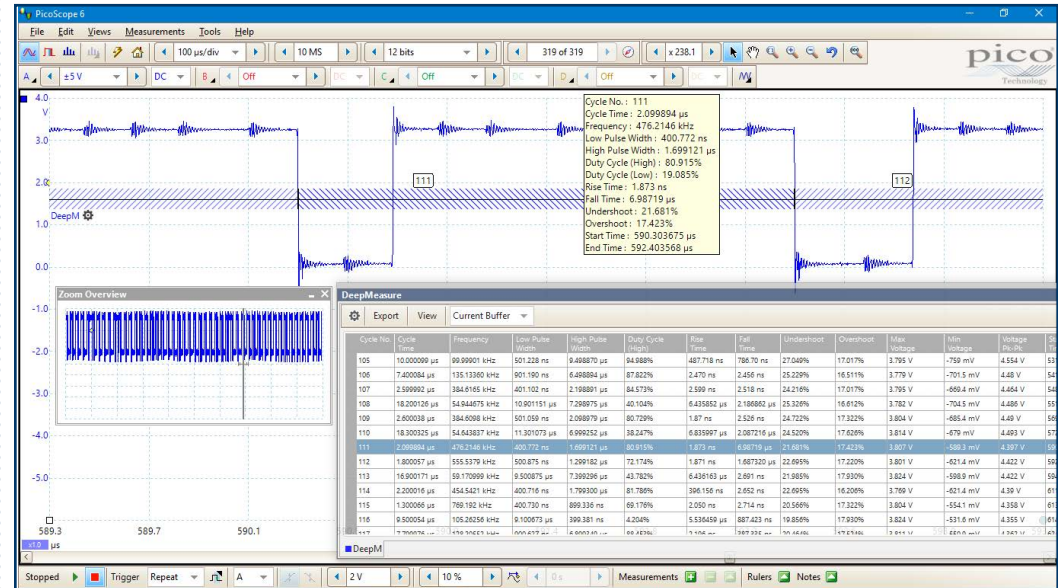 PicoScope 6
File Edit Views Measurements Tools Help
100 µs/div 10 MS 12 bits 319 of 319 x 238.1
pico
Technology
A ±5 V DC B Off DC C Off DC D Off DC
4.0
V
3.0
2.0
1.0
0.0
-1.0
-2.0
-3.0
-4.0
-5.0
111
112
DeepM
Cycle No. : 111
Cycle Time : 2.099894 µs
Frequency : 476.2146 kHz
Low Pulse Width : 400.772 ns
High Pulse Width : 1.699121 µs
Duty Cycle (High) : 80.915%
Duty Cycle (Low) : 19.085%
Rise Time : 1.873 ns
Fall Time : 6.98719 µs
Undershoot : 21.681%
Overshoot : 17.423%
Start Time : 590.303675 µs
End Time : 592.403568 µs
Zoom Overview
DeepMeasure
Export View Current Buffer
Cycle No. Cycle Time Frequency Low Pulse Width High Pulse Width Duty Cycle (High) Rise Time Fall Time Undershoot Overshoot Max Voltage Min Voltage Voltage Pk-Pk
105 10.000099 µs 99.99901 kHz 501.228 ns 9.498870 µs 94.988% 487.718 ns 786.70 ns 27.049% 17.017% 3.795 V -759 mV 4.554 V
106 7.400084 µs 135.13360 kHz 901.190 ns 6.498894 µs 87.822% 2.470 ns 2.456 ns 25.229% 16.511% 3.779 V -701.5 mV 4.48 V
107 2.599992 µs 384.6165 kHz 401.102 ns 2.198891 µs 84.573% 2.599 ns 2.518 ns 24.216% 17.017% 3.795 V -669.4 mV 4.464 V
108 18.200126 µs 54.944675 kHz 10.901151 µs 7.298975 µs 40.104% 6.435852 µs 2.186862 µs 25.326% 16.612% 3.782 V -704.5 mV 4.486 V
109 2.600038 µs 384.6098 kHz 501.059 ns 2.098979 µs 80.729% 1.87 ns 2.526 ns 24.722% 17.322% 3.804 V -685.4 mV 4.49 V
110 18.300325 µs 54.643837 kHz 11.301073 µs 6.999252 µs 38.247% 6.835997 µs 2.087216 µs 24.520% 17.626% 3.814 V -679 mV 4.493 V
111 2.099894 µs 476.2146 kHz 400.772 ns 1.699121 µs 80.915% 1.873 ns 6.98719 µs 21.681% 17.423% 3.807 V -589.3 mV 4.397 V
112 1.800057 µs 555.5379 kHz 500.875 ns 1.299182 µs 72.174% 1.871 ns 1.687320 µs 22.695% 17.220% 3.801 V -621.4 mV 4.422 V
113 16.900171 µs 59.170999 kHz 9.500875 µs 7.399296 µs 43.782% 6.436163 µs 2.691 ns 21.985% 17.930% 3.824 V -598.9 mV 4.422 V
114 2.200016 µs 454.5421 kHz 400.716 ns 1.799300 µs 81.786% 396.156 ns 2.652 ns 22.695% 16.206% 3.769 V -621.4 mV 4.39 V
115 1.300066 µs 769.192 kHz 400.730 ns 899.336 ns 69.176% 2.050 ns 2.714 ns 20.566% 17.322% 3.804 V -554.1 mV 4.358 V
116 9.500054 µs 105.26256 kHz 9.100673 µs 399.381 ns 4.204% 5.536459 µs 887.423 ns 19.856% 17.930% 3.824 V -531.6 mV 4.355 V
DeepM
589.3 589.7 590.1
x1.0 µs
Stopped Trigger Repeat A 2 V 10 % 0 s Measurements Rulers Notes